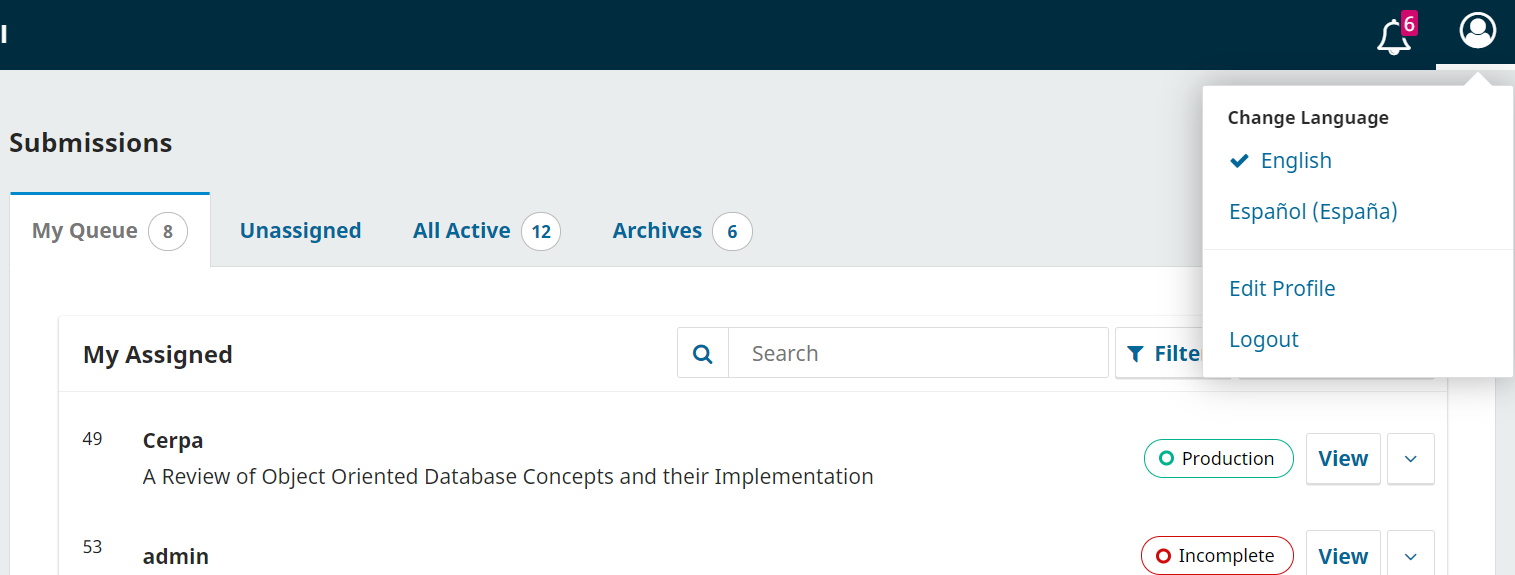 6
Change Language
English
Español (España)
Edit Profile
Logout
Submissions
My Queue 8 Unassigned All Active 12 Archives 6
My Assigned Search
49 Cerpa
A Review of Object Oriented Database Concepts and their Implementation
Production View
53 admin
Incomplete View